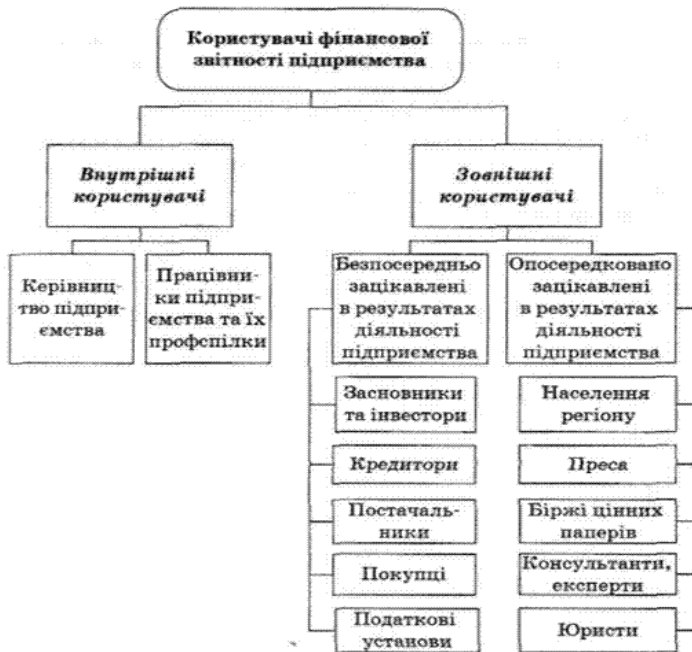 Користувачі фінансової
звітності підприємства
Внутрішні
користувачі
Зовнішні
користувачі
Керівниц-
тво підпри-
ємства
Працівни-
ки підпри-
ємства та їх
профспілки
Безпосередньо
зацікавлені
в результатах
діяльності
підприємства
Опосередковано
зацікавлені
в результатах
діяльності
підприємства
Засновники
та інвестори
Населення
регіону
Кредитори
Преса
Постачаль-
ники
Біржі цінних
паперів
Покупці
Консультанти,
експерти
Податкові
установи
Юристи